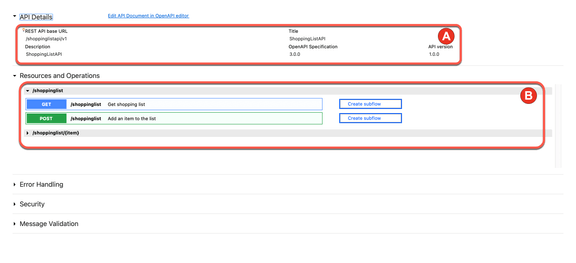 API Details Edit API Document in OpenAPI editor
*REST API base URL Title A
/shoppinglistapi/v1 ShoppingListAPI
Description OpenAPI Specification API version
ShoppingListAPI 3.0.0 1.0.0
Resources and Operations
/shoppinglist B
GET /shoppinglist Get shopping list Create subflow
POST /shoppinglist Add an item to the list Create subflow
/shoppinglist/{item}
Error Handling
Security
Message Validation